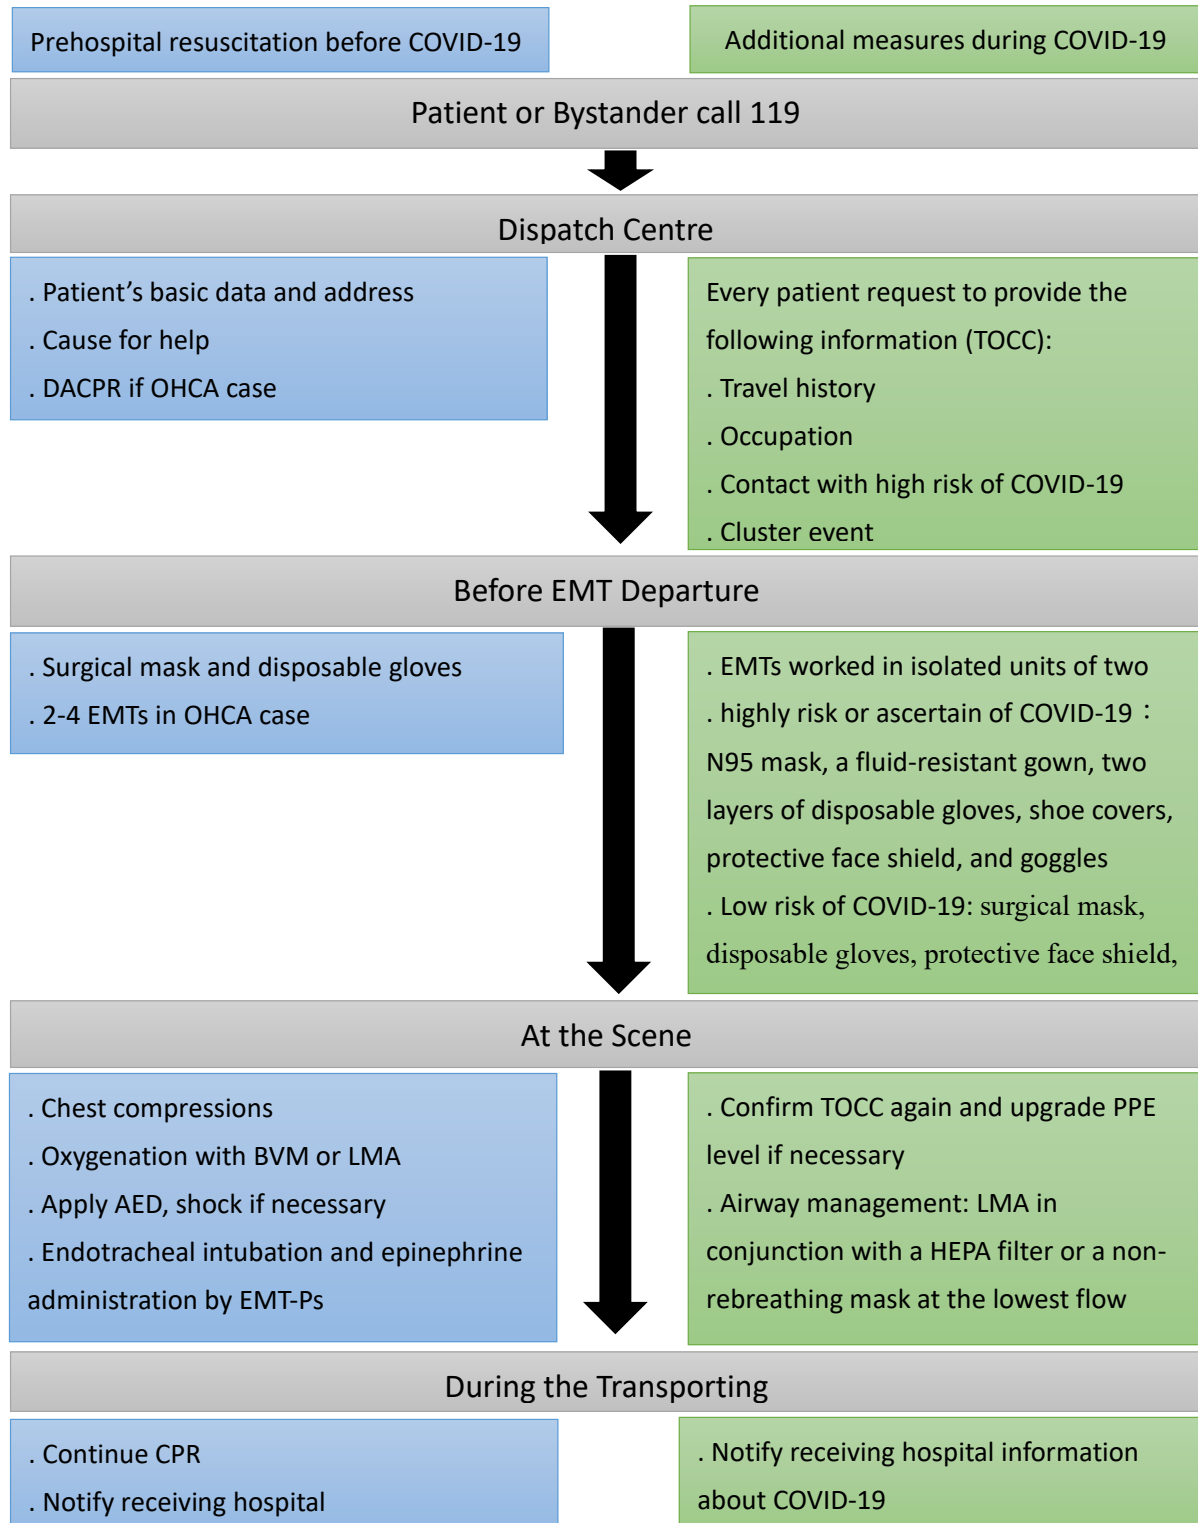 Prehospital resuscitation before COVID-19
Additional measures during COVID-19
Patient or Bystander call 119
Dispatch Centre
. Patient’s basic data and address
. Cause for help
. DACPR if OHCA case
Every patient request to provide the
following information (TOCC):
. Travel history
. Occupation
. Contact with high risk of COVID-19
. Cluster event
Before EMT Departure
. Surgical mask and disposable gloves
. 2-4 EMTs in OHCA case
. EMTs worked in isolated units of two
. highly risk or ascertain of COVID-19：
N95 mask, a fluid-resistant gown, two
layers of disposable gloves, shoe covers,
protective face shield, and goggles
. Low risk of COVID-19: surgical mask,
disposable gloves, protective face shield,
At the Scene
. Chest compressions
. Oxygenation with BVM or LMA
. Apply AED, shock if necessary
. Endotracheal intubation and epinephrine
administration by EMT-Ps
. Confirm TOCC again and upgrade PPE
level if necessary
. Airway management: LMA in
conjunction with a HEPA filter or a non-
rebreathing mask at the lowest flow
During the Transporting
. Continue CPR
. Notify receiving hospital
. Notify receiving hospital information
about COVID-19